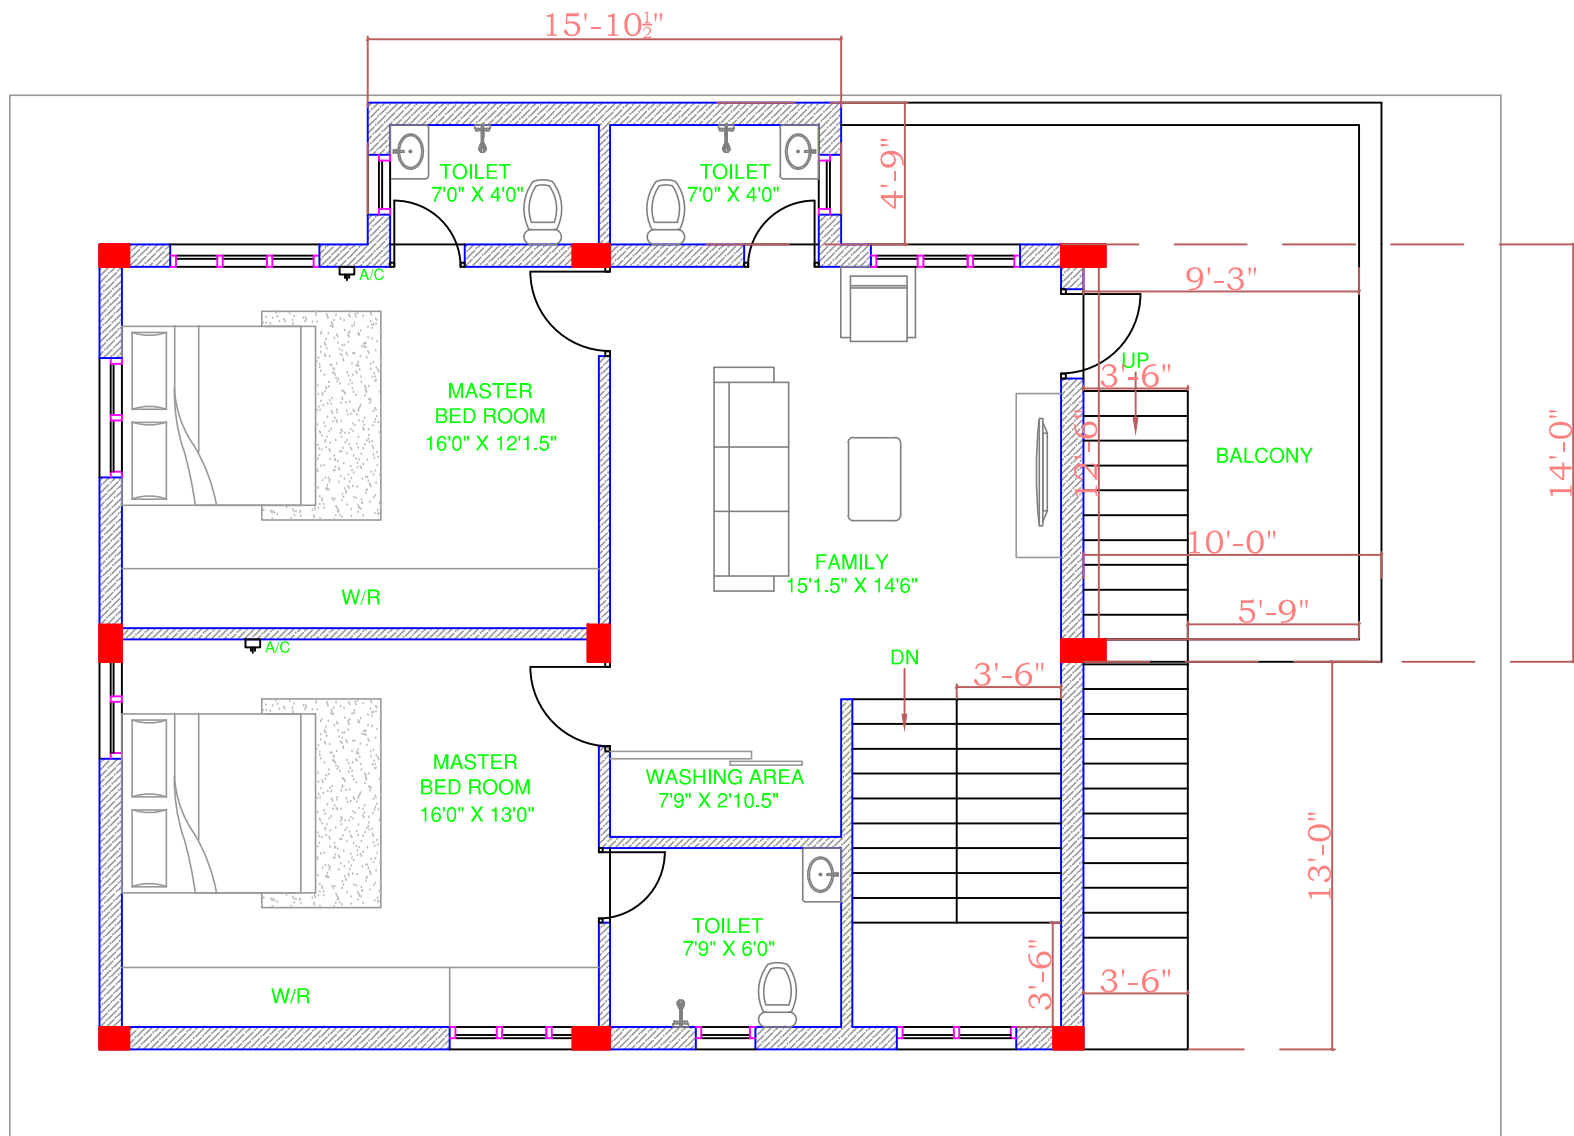 15'-10½"
TOILET
7'0" X 4'0"
TOILET
7'0" X 4'0"
4'-9"
A/C
9'-3"
UP
3'-6"
MASTER
BED ROOM
16'0" X 12'1.5"
12'-6"
BALCONY
14'-0"
10'-0"
FAMILY
15'1.5" X 14'6"
W/R
5'-9"
A/C
DN
3'-6"
MASTER
BED ROOM
16'0" X 13'0"
WASHING AREA
7'9" X 2'10.5"
13'-0"
TOILET
7'9" X 6'0"
3'-6"
3'-6"
W/R